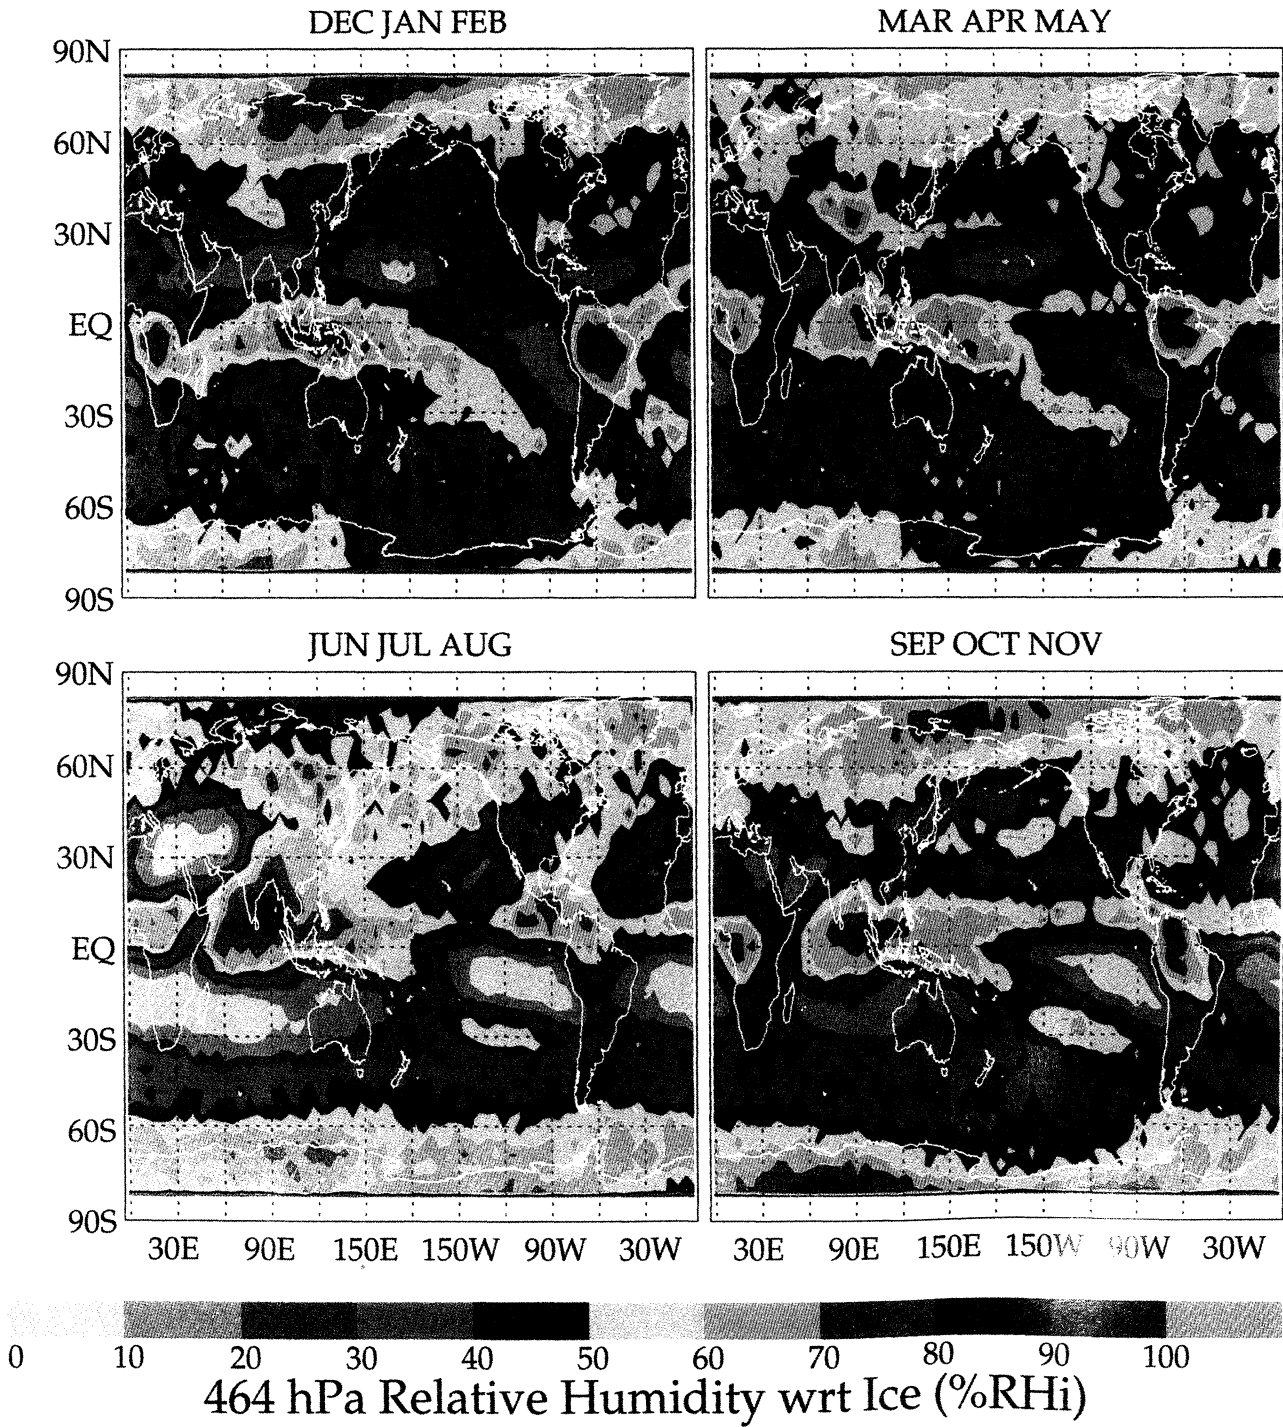 DEC JAN FEB MAR APR MAY
90N
60N
30N
EQ
30S
60S
90S
JUN JUL AUG SEP OCT NOV
90N
60N
30N
EQ
30S
60S
90S
30E 90E 150E 150W 90W 30W 30E 90E 150E 150W 90W 30W
0 10 20 30 40 50 60 70 80 90 100
464 hPa Relative Humidity wrt Ice (%RHi)